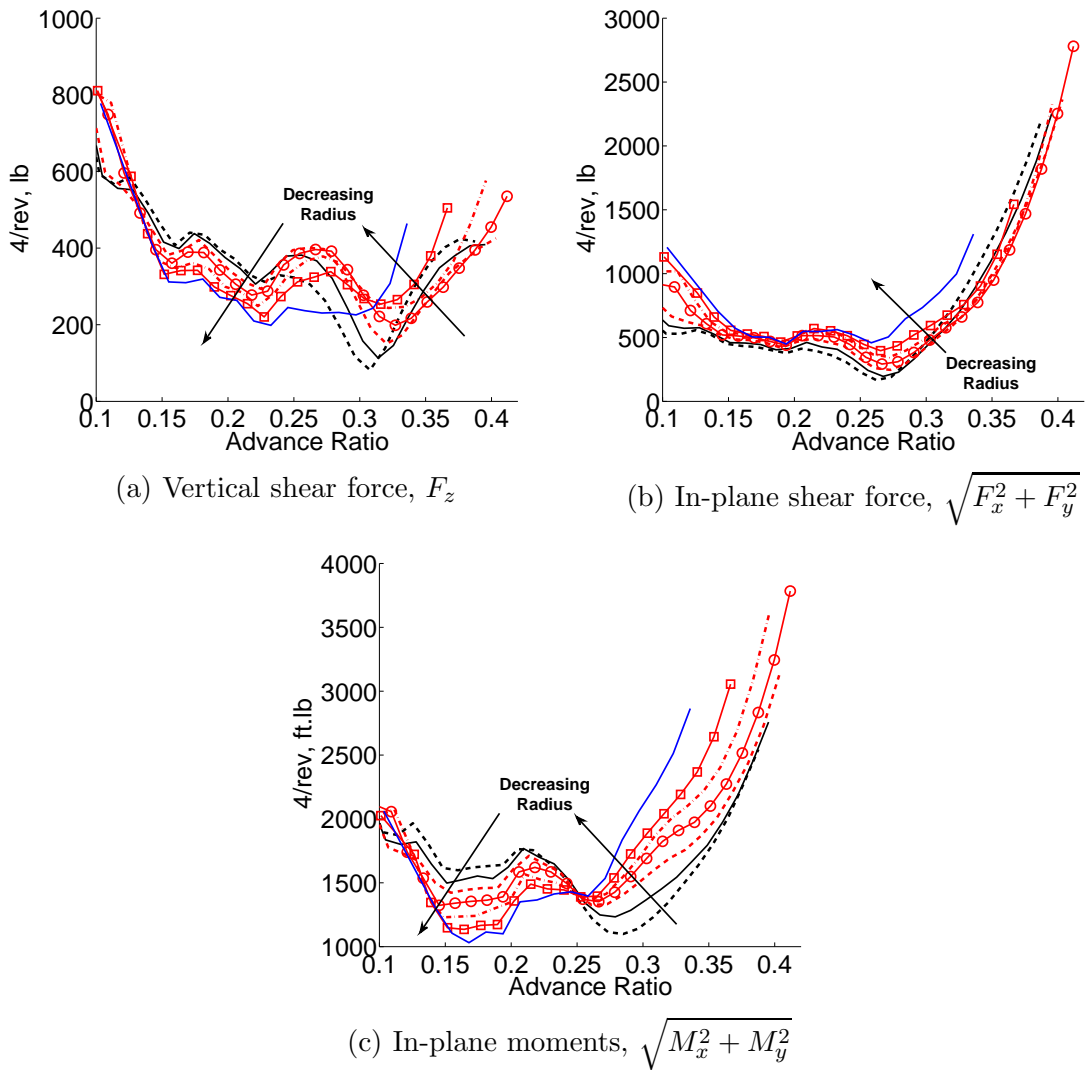 1000
800
600
400
200
0
4/rev, lb
Decreasing
Radius
0.1 0.15 0.2 0.25 0.3 0.35 0.4
Advance Ratio
(a) Vertical shear force, F_z
3000
2500
2000
1500
1000
500
0
4/rev, lb
Decreasing
Radius
0.1 0.15 0.2 0.25 0.3 0.35 0.4
Advance Ratio
(b) In-plane shear force, √(F_x^2 + F_y^2)
4000
3500
3000
2500
2000
1500
1000
4/rev, ft.lb
Decreasing
Radius
0.1 0.15 0.2 0.25 0.3 0.35 0.4
Advance Ratio
(c) In-plane moments, √(M_x^2 + M_y^2)